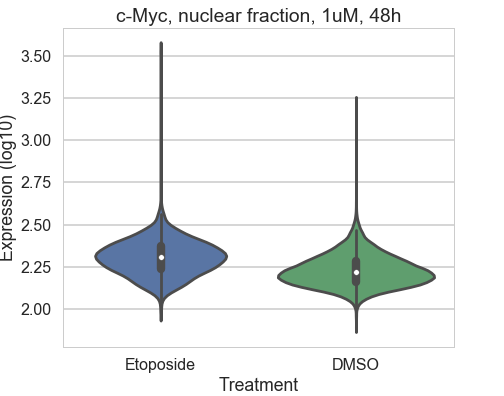 c-Myc, nuclear fraction, 1uM, 48h
Expression (log10)
3.50
3.25
3.00
2.75
2.50
2.25
2.00
Etoposide
DMSO
Treatment